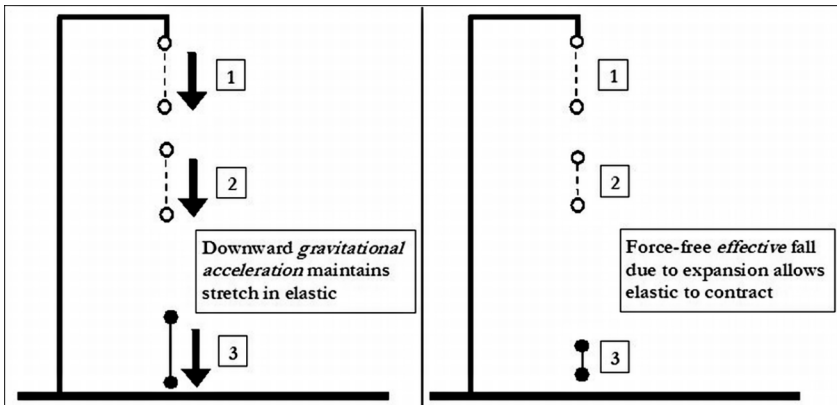 1
2
Downward gravitational
acceleration maintains
stretch in elastic
3
1
2
Force-free effective fall
due to expansion allows
elastic to contract
3